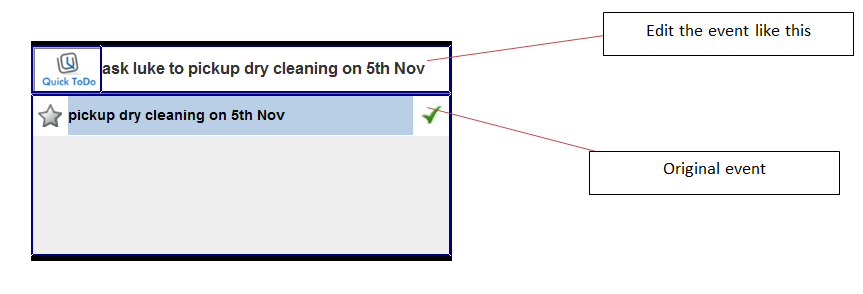 Edit the event like this
ask luke to pickup dry cleaning on 5th Nov
Quick ToDo
pickup dry cleaning on 5th Nov
Original event